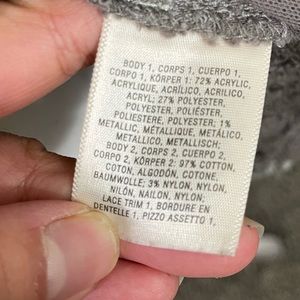 BODY 1, CORPS 1, CUERPO 1,
CORPO 1, KÖRPER 1: 72% ACRYLIC,
ACRYLIQUE, ACRÍLICO, ACRILICO,
ACRYL; 27% POLYESTER,
POLYESTER, POLIÉSTER,
POLIESTERE, POLYESTER; 1%
METALLIC, MÉTALLIQUE, METÁLICO,
METALLICO, METALLISCH;
BODY 2, CORPS 2, CUERPO 2,
CORPO 2, KÖRPER 2: 97% COTTON,
COTON, ALGODÓN, COTONE,
BAUMWOLLE; 3% NYLON, NYLON,
NILÓN, NAILON, NYLON;
LACE TRIM 1, BORDURE EN
DENTELLE 1, PIZZO ASSETTO 1,